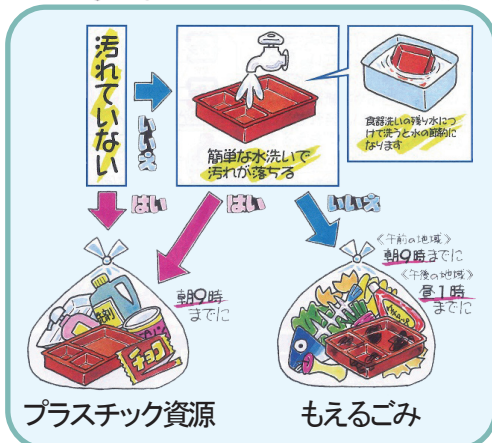 汚れていない
いいえ
簡単な水洗いで
汚れが落ちる
食器洗いの残り水につ
けて洗うと水の節約に
なります
はい
はい
いいえ
朝9時
までに
《午前の地域》
朝9時までに
《午後の地域》
昼1時
までに
チョコ
プラスチック資源
もえるごみ